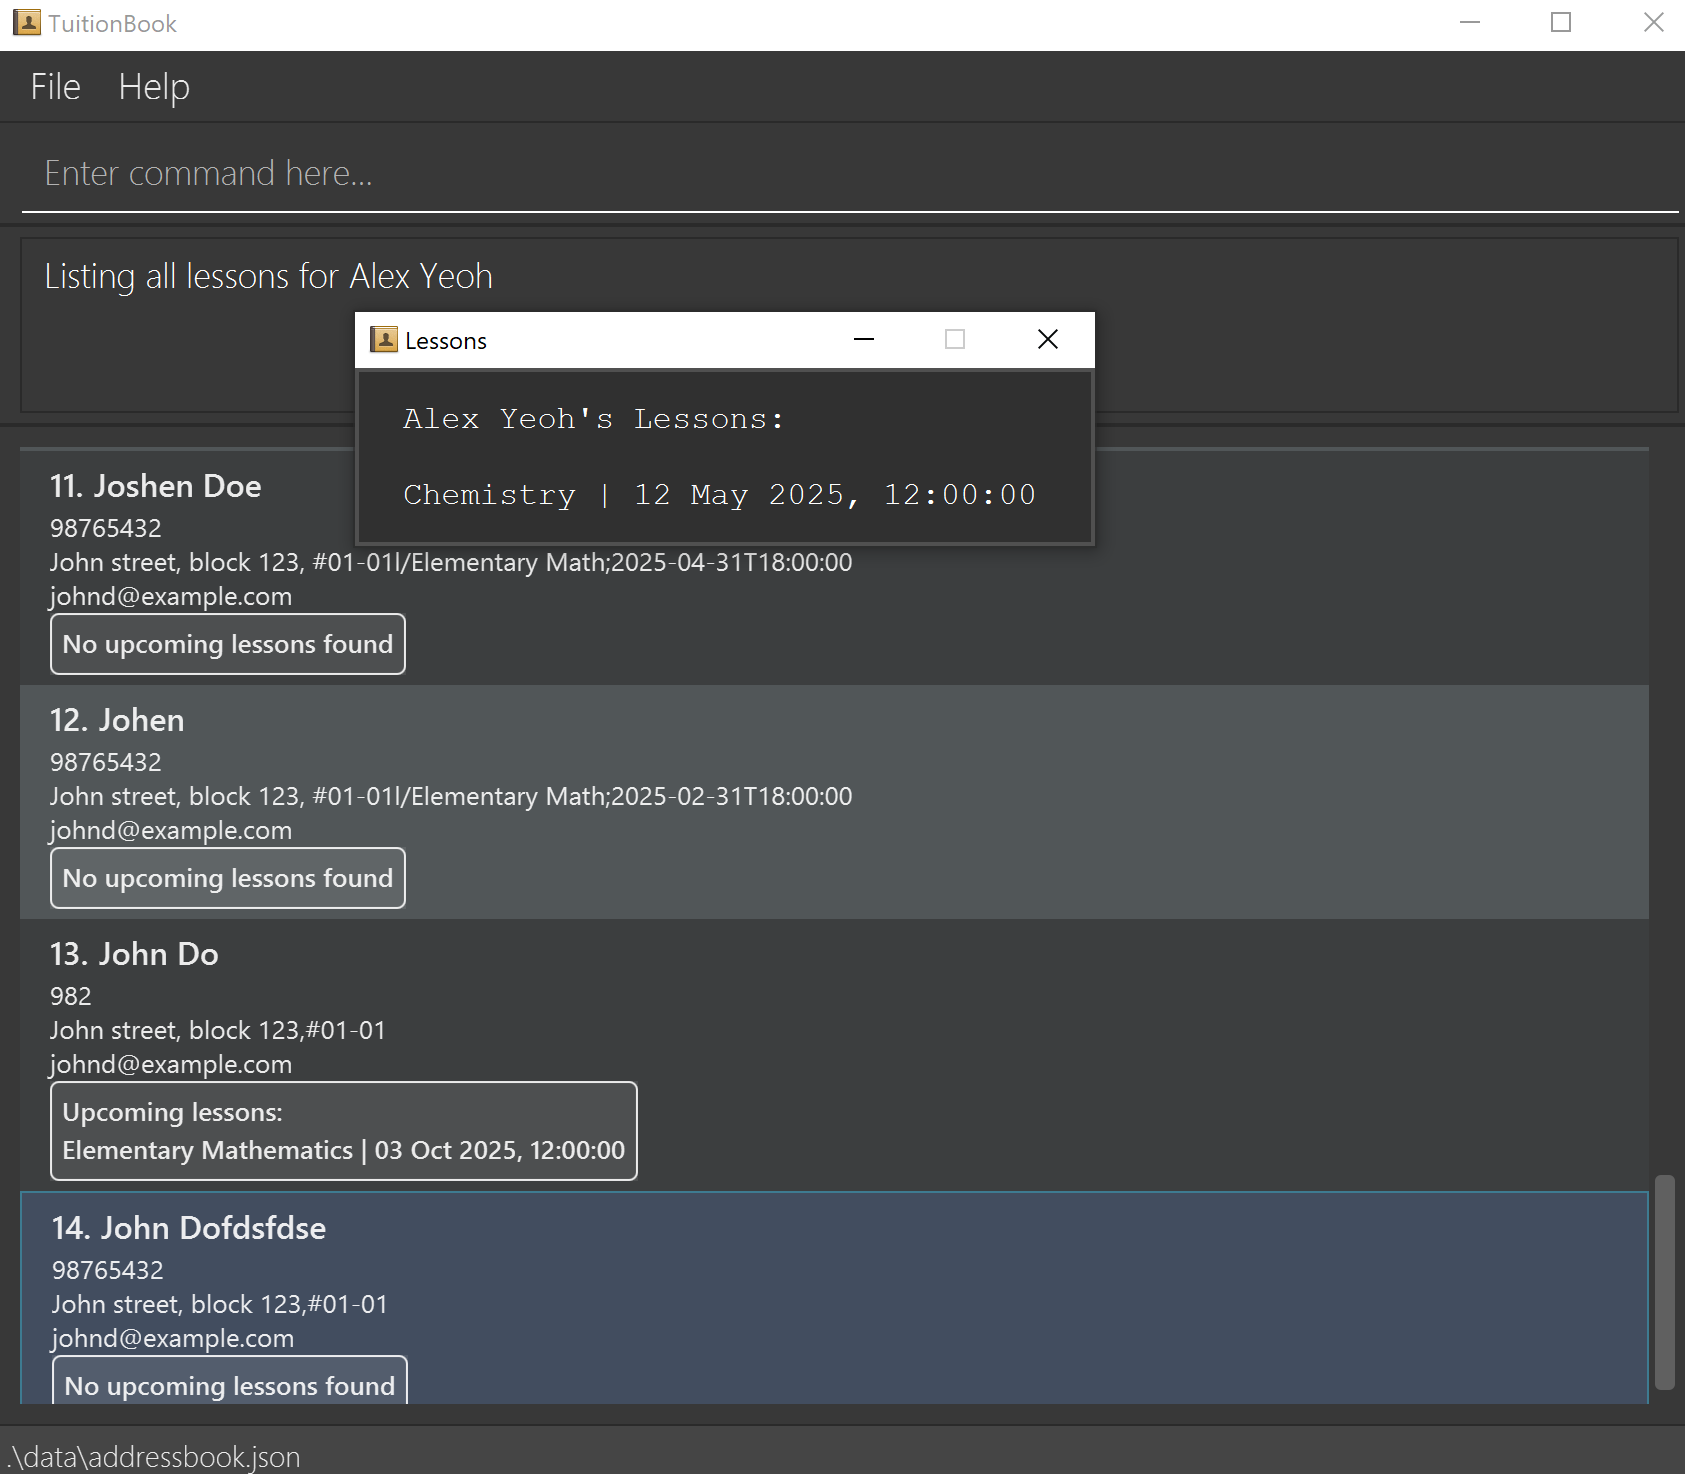 TuitionBook
File Help
Enter command here...
Listing all lessons for Alex Yeoh
Lessons
Alex Yeoh's Lessons:
Chemistry | 12 May 2025, 12:00:00
11. Joshen Doe
98765432
John street, block 123, #01-01l/Elementary Math;2025-04-31T18:00:00
johnd@example.com
No upcoming lessons found
12. Johen
98765432
John street, block 123, #01-01l/Elementary Math;2025-02-31T18:00:00
johnd@example.com
No upcoming lessons found
13. John Do
982
John street, block 123,#01-01
johnd@example.com
Upcoming lessons:
Elementary Mathematics | 03 Oct 2025, 12:00:00
14. John Dofdsfdse
98765432
John street, block 123,#01-01
johnd@example.com
No upcoming lessons found
.\data\addressbook.json